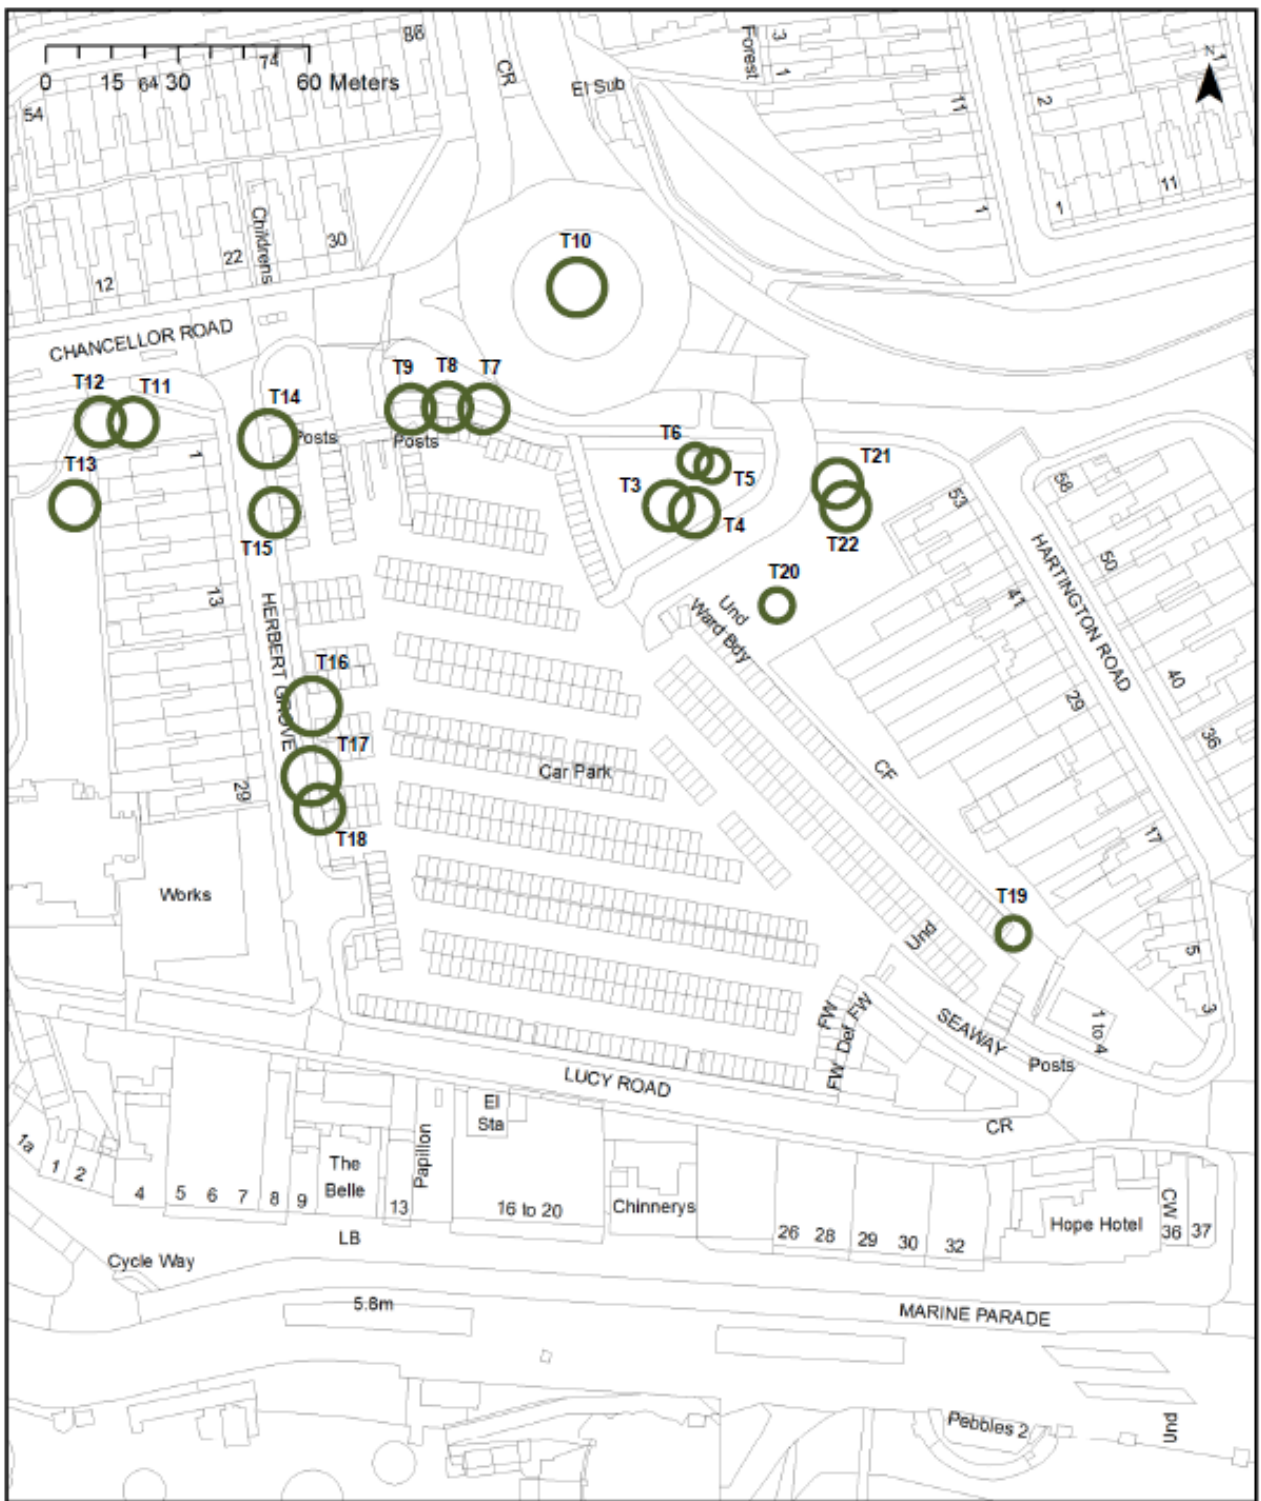 86
CR
Forest
3
1
El Sub
74
0 15 64 30 60 Meters
54
11
2
11
1
1
N
Childrens
30
22
12
T10
CHANCELLOR ROAD
T12
T11
T14
T9
T8
T7
Posts
Posts
T6
T5
T21
T13
1
T3
T4
53
58
T15
T22
50
T20
HARTINGTON ROAD
13
HERBERT GROVE
Und
Ward Bdy
41
40
T16
29
36
T17
Car Park
CF
29
T18
17
Works
T19
Und
5
3
FW
Def
FW
FW
SEAWAY
1 to 4
Posts
LUCY ROAD
CR
El
Sta
Papillon
1a
1
2
4
5
6
7
8
9
The
Belle
13
16 to 20
Chinnerys
26
28
29
30
32
Hope Hotel
CW
36
37
LB
Cycle Way
5.8m
MARINE PARADE
Pebbles 2
Und